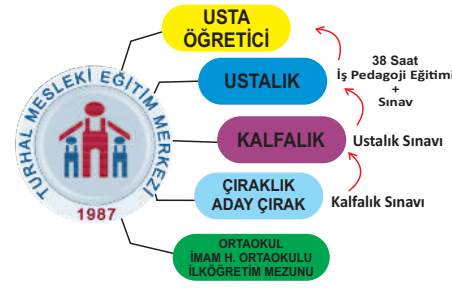 USTA
ÖĞRETİCİ
USTALIK
38 Saat
İş Pedagoji Eğitimi
+
Sınav
KALFALIK
Ustalık Sınavı
ÇIRAKLIK
ADAY ÇIRAK
Kalfalık Sınavı
ORTAOKUL
İMAM H. ORTAOKULU
İLKÖĞRETİM MEZUNU
TURHAL MESLEKİ EĞİTİM MERKEZİ
1987